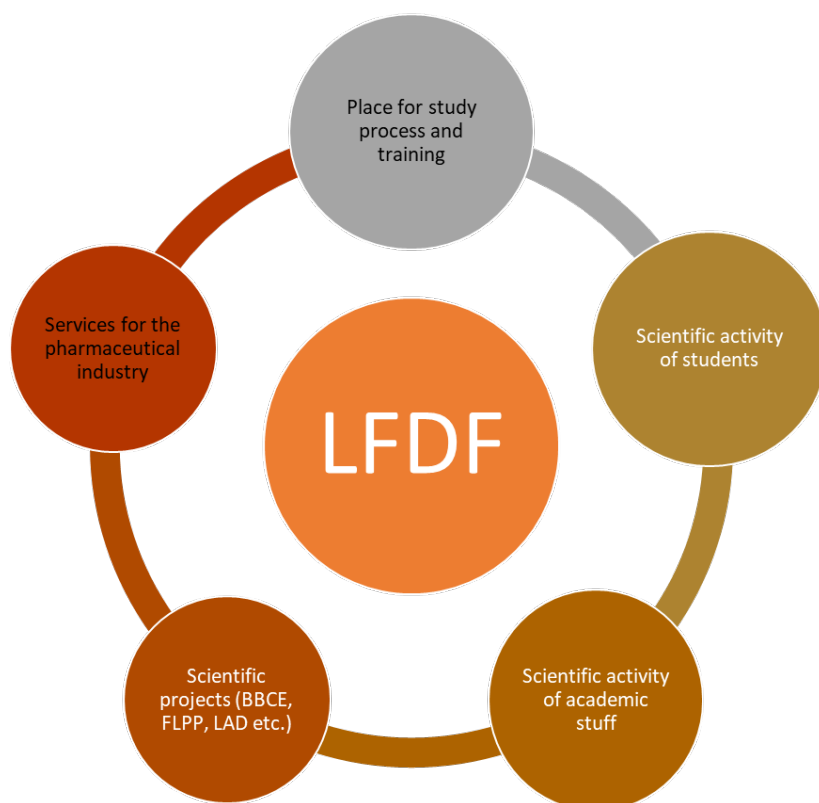 Place for study
process and
training
Scientific activity
of students
Scientific activity
of academic
stuff
Scientific
projects (BBCE,
FLPP, LAD etc.)
Services for the
pharmaceutical
industry
LFDF